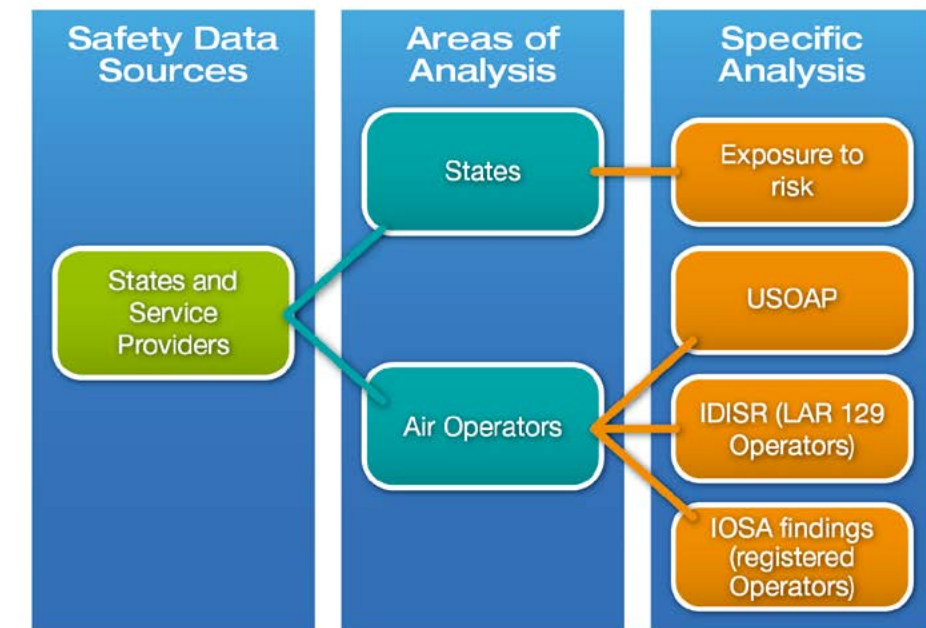 Safety Data
Sources
Areas of
Analysis
Specific
Analysis
States and
Service
Providers
States
Air Operators
Exposure to
risk
USOAP
IDISR (LAR 129
Operators)
IOSA findings
(registered
Operators)